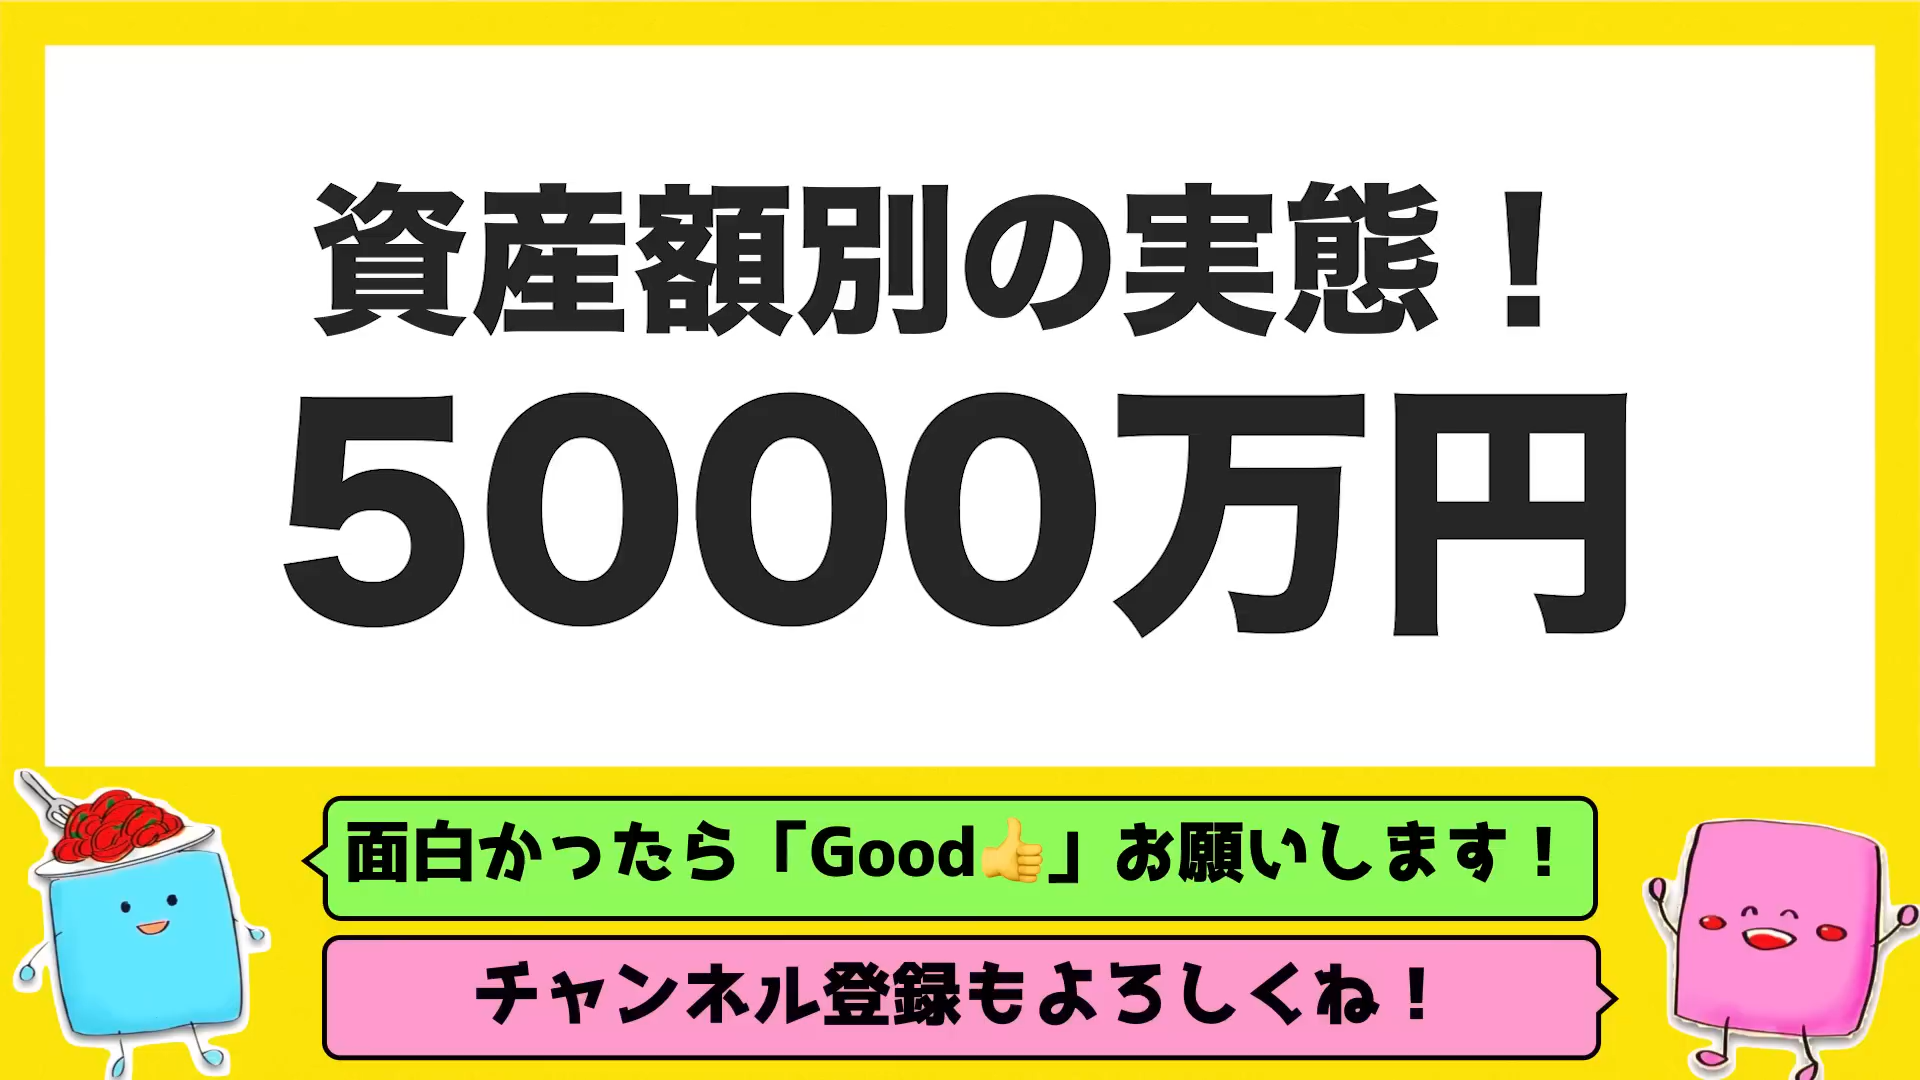 資産額別の実態！
5000万円
面白かったら「Good👍」お願いします！
チャンネル登録もよろしくね！